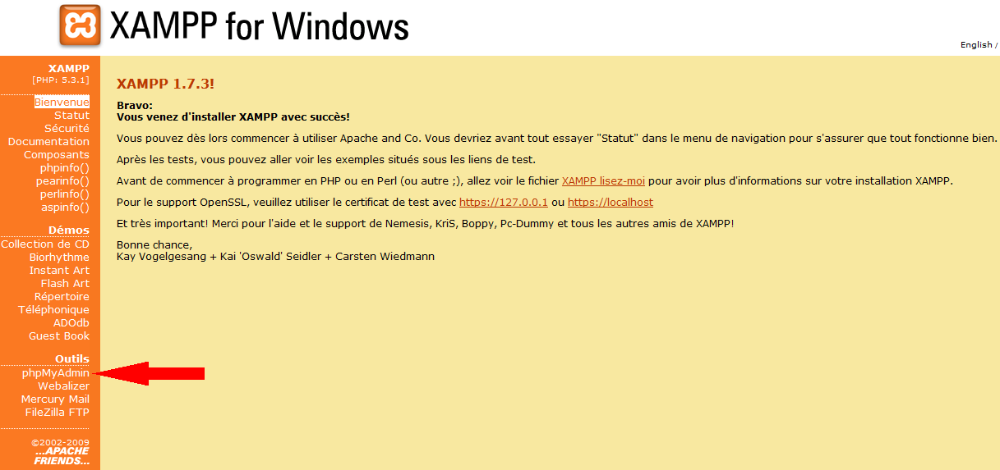 XAMPP for Windows
English /
XAMPP
[PHP: 5.3.1]
Bienvenue
Statut
Sécurité
Documentation
Composants
phpinfo()
pearinfo()
perlinfo()
aspinfo()
Démos
Collection de CD
Biorhythme
Instant Art
Flash Art
Répertoire
Téléphonique
ADOdb
Guest Book
Outils
phpMyAdmin
Webalizer
Mercury Mail
FileZilla FTP
©2002-2009
...APACHE
FRIENDS...
XAMPP 1.7.3!
Bravo:
Vous venez d'installer XAMPP avec succès!
Vous pouvez dès lors commencer à utiliser Apache and Co. Vous devriez avant tout essayer "Statut" dans le menu de navigation pour s'assurer que tout fonctionne bien.
Après les tests, vous pouvez aller voir les exemples situés sous les liens de test.
Avant de commencer à programmer en PHP ou en Perl (ou autre ;), allez voir le fichier XAMPP lisez-moi pour avoir plus d'informations sur votre installation XAMPP.
Pour le support OpenSSL, veuillez utiliser le certificat de test avec https://127.0.0.1 ou https://localhost
Et très important! Merci pour l'aide et le support de Nemesis, KriS, Boppy, Pc-Dummy et tous les autres amis de XAMPP!
Bonne chance,
Kay Vogelgesang + Kai 'Oswald' Seidler + Carsten Wiedmann